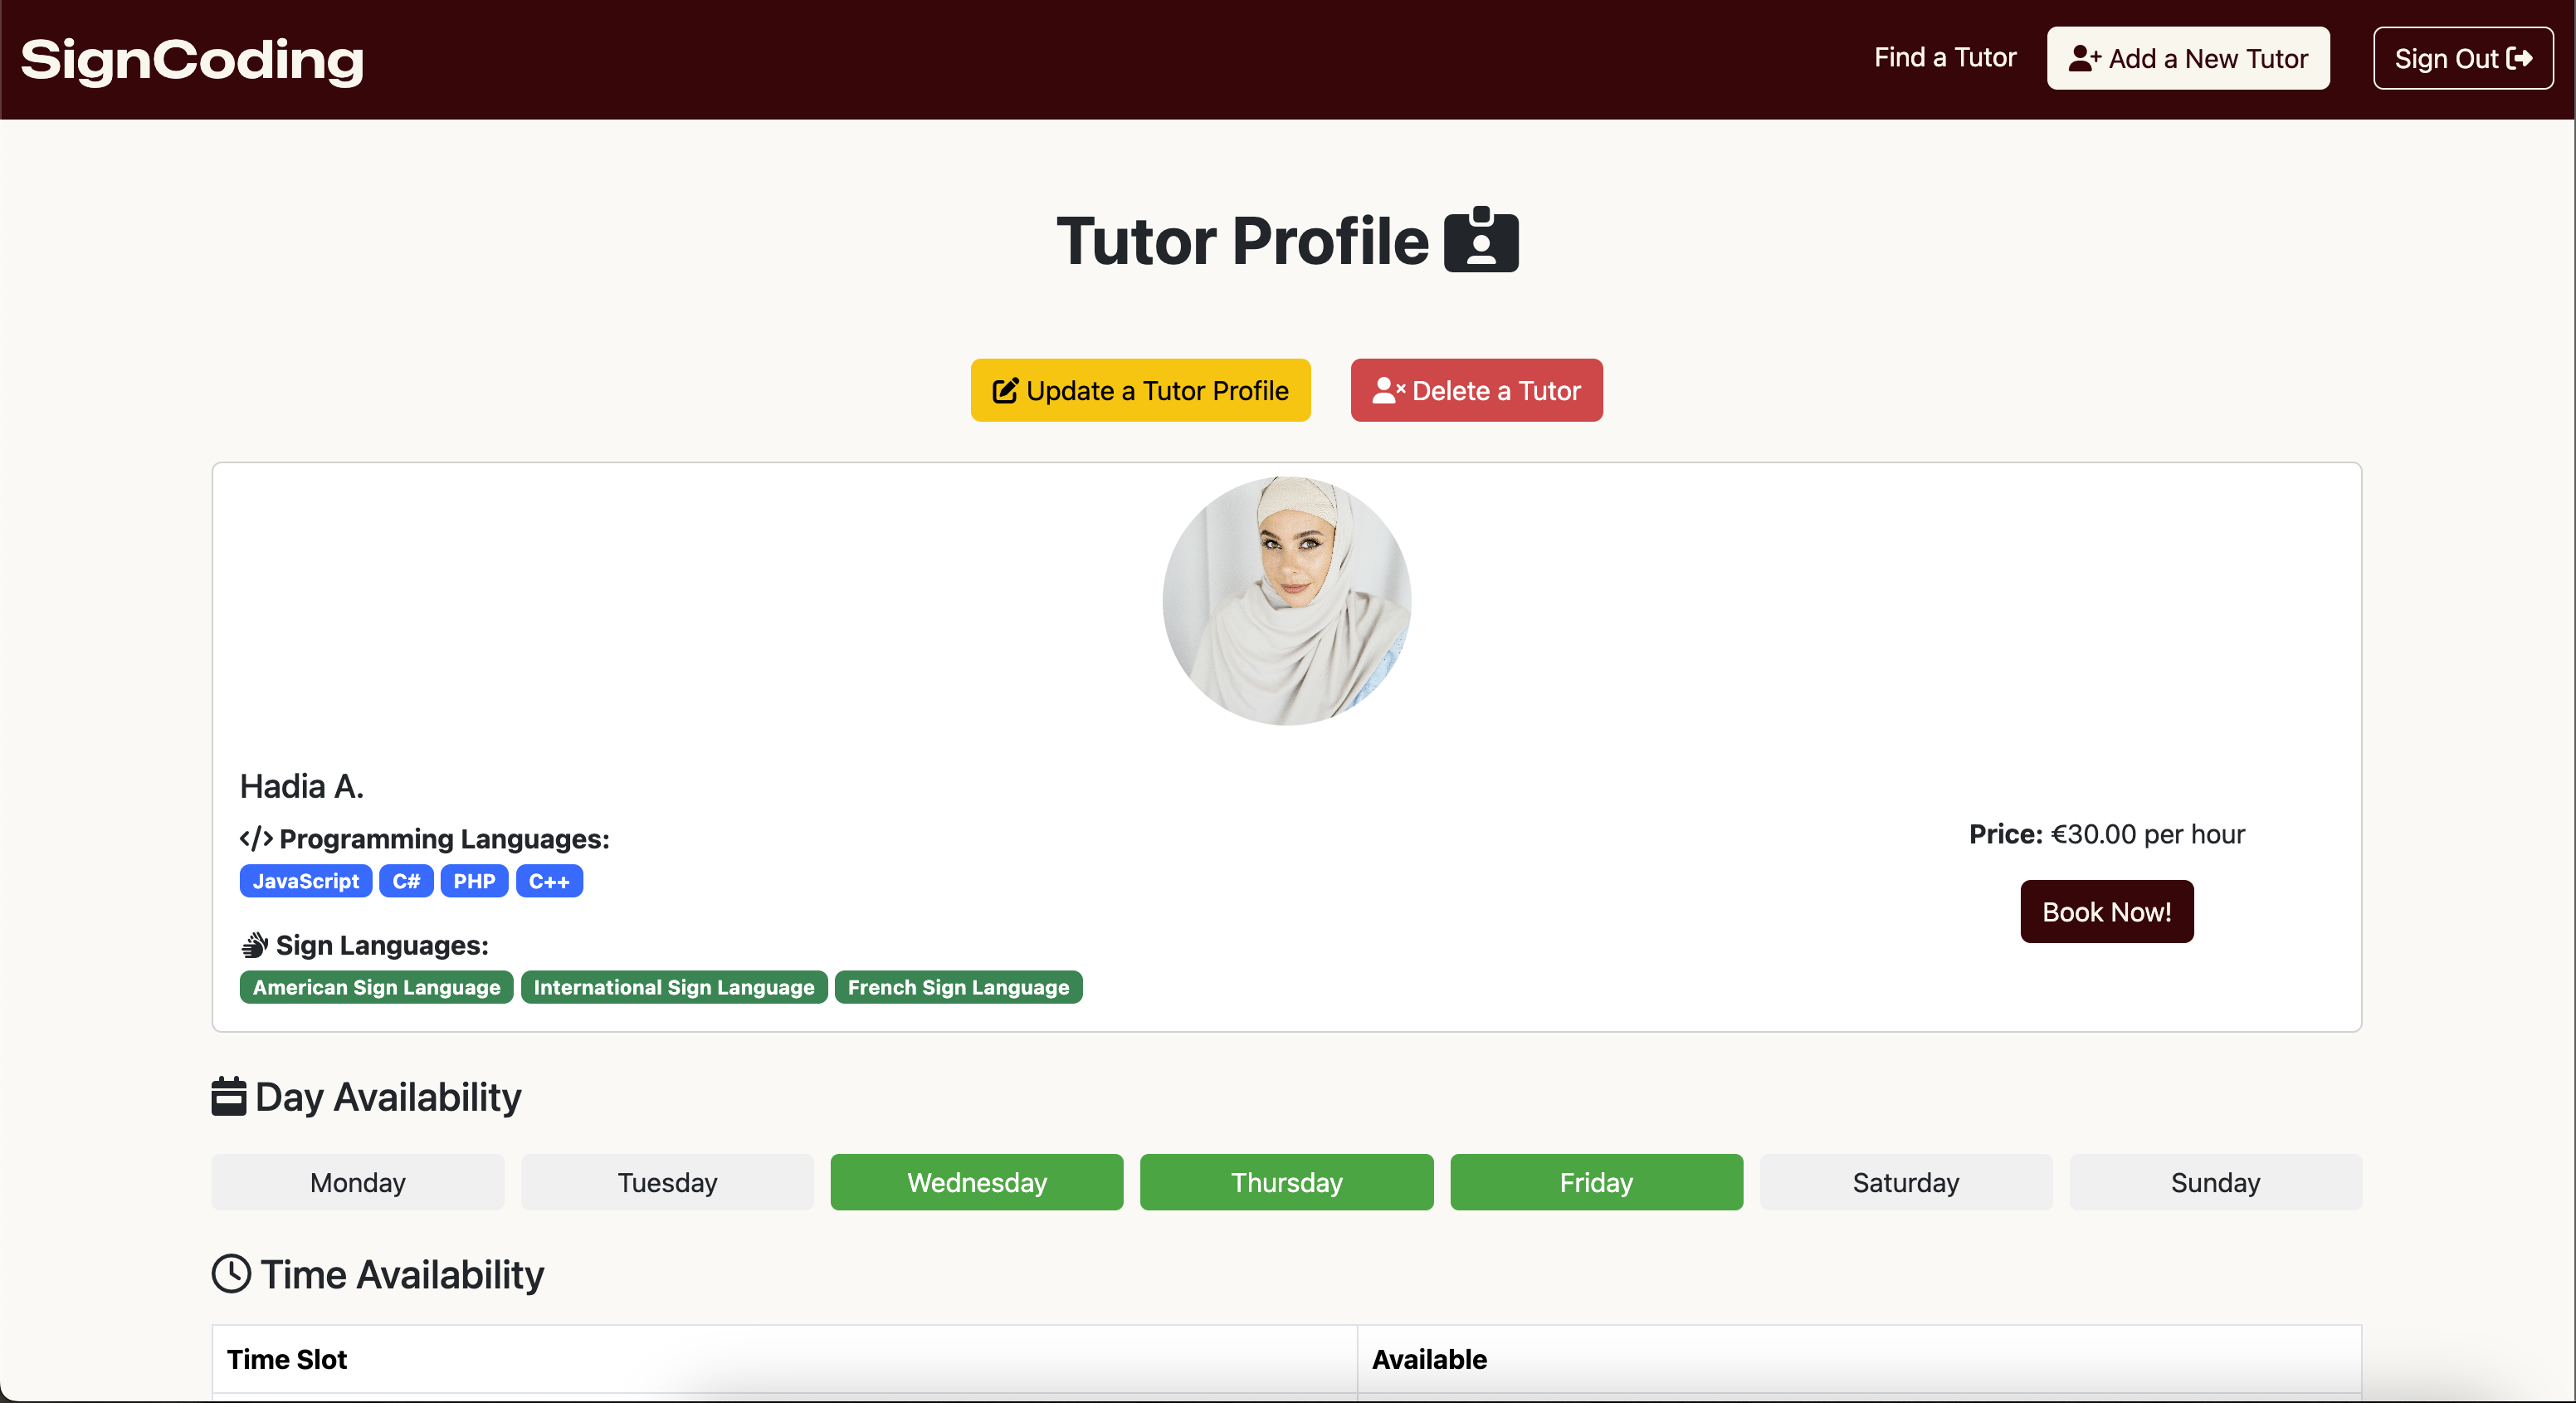 SignCoding
Find a Tutor
Add a New Tutor
Sign Out
Tutor Profile
Update a Tutor Profile
Delete a Tutor
Hadia A.
Programming Languages:
JavaScript C# PHP C++
Sign Languages:
American Sign Language International Sign Language French Sign Language
Price: €30.00 per hour
Book Now!
Day Availability
Monday Tuesday Wednesday Thursday Friday Saturday Sunday
Time Availability
Time Slot Available